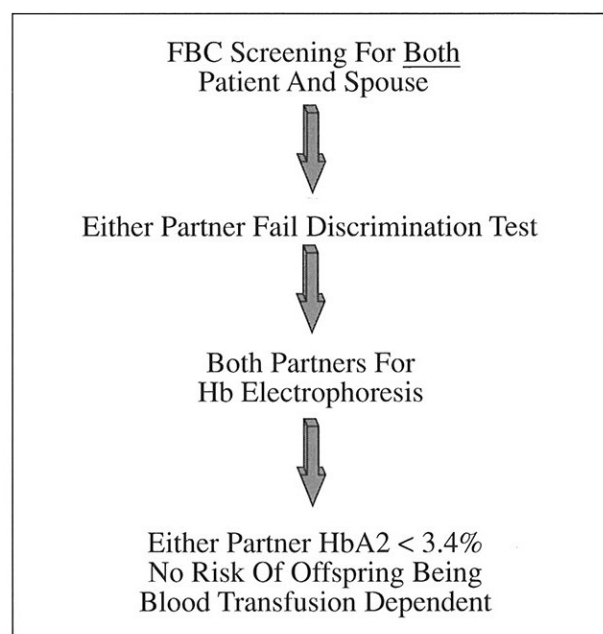 FBC Screening For Both
Patient And Spouse
Either Partner Fail Discrimination Test
Both Partners For
Hb Electrophoresis
Either Partner HbA2 < 3.4%
No Risk Of Offspring Being
Blood Transfusion Dependent